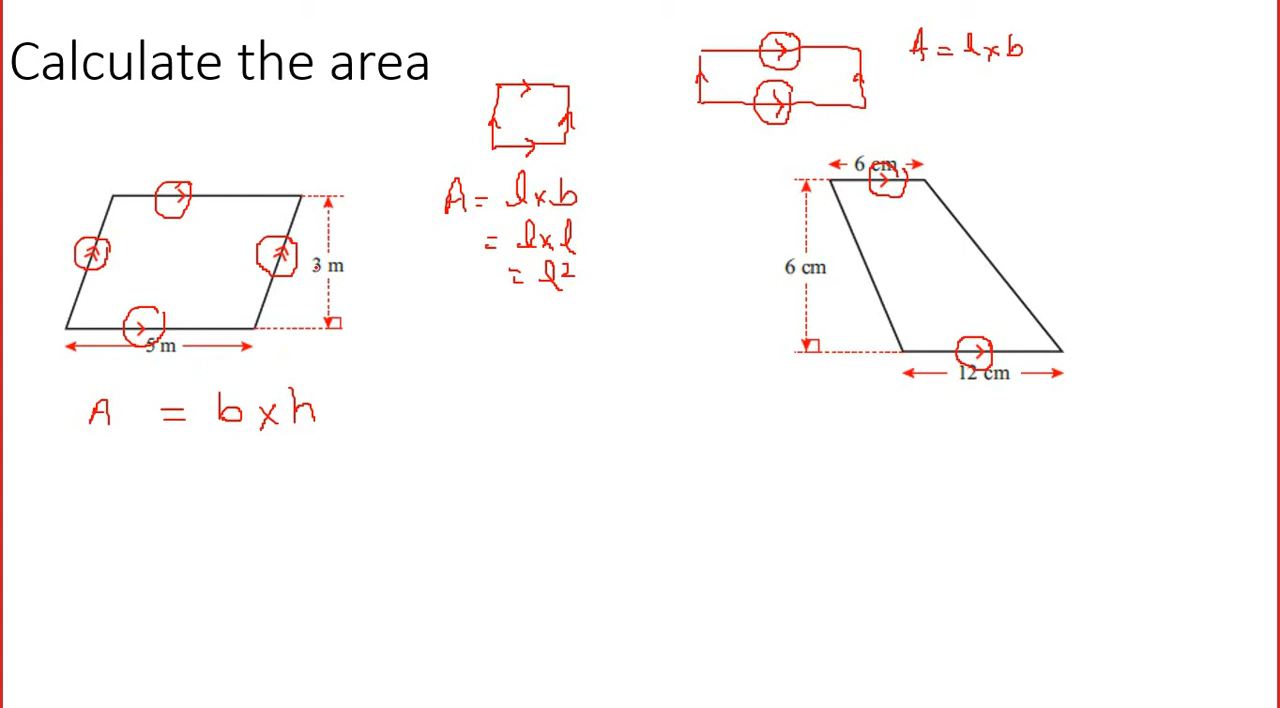 Calculate the area
A = l x b
A = l x b
= l x l
= l²
6 cm
3 m
6 cm
5 m
12 cm
A = b x h